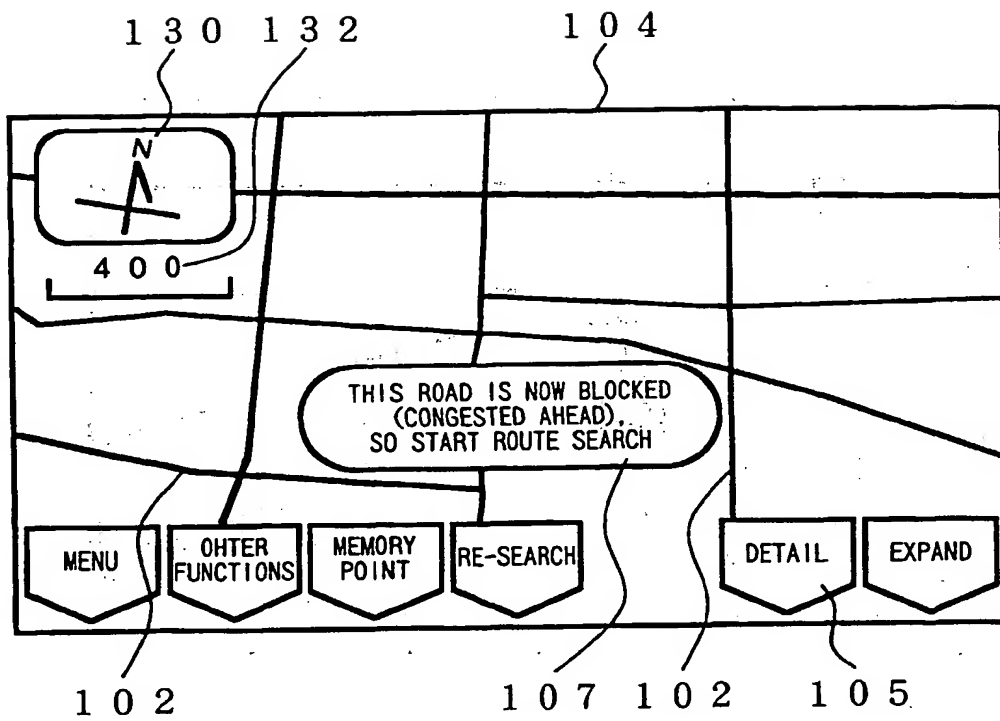 130 132 104
N
400
THIS ROAD IS NOW BLOCKED
(CONGESTED AHEAD),
SO START ROUTE SEARCH
MENU
OHTER
FUNCTIONS
MEMORY
POINT
RE-SEARCH
DETAIL
EXPAND
102 107 102 105